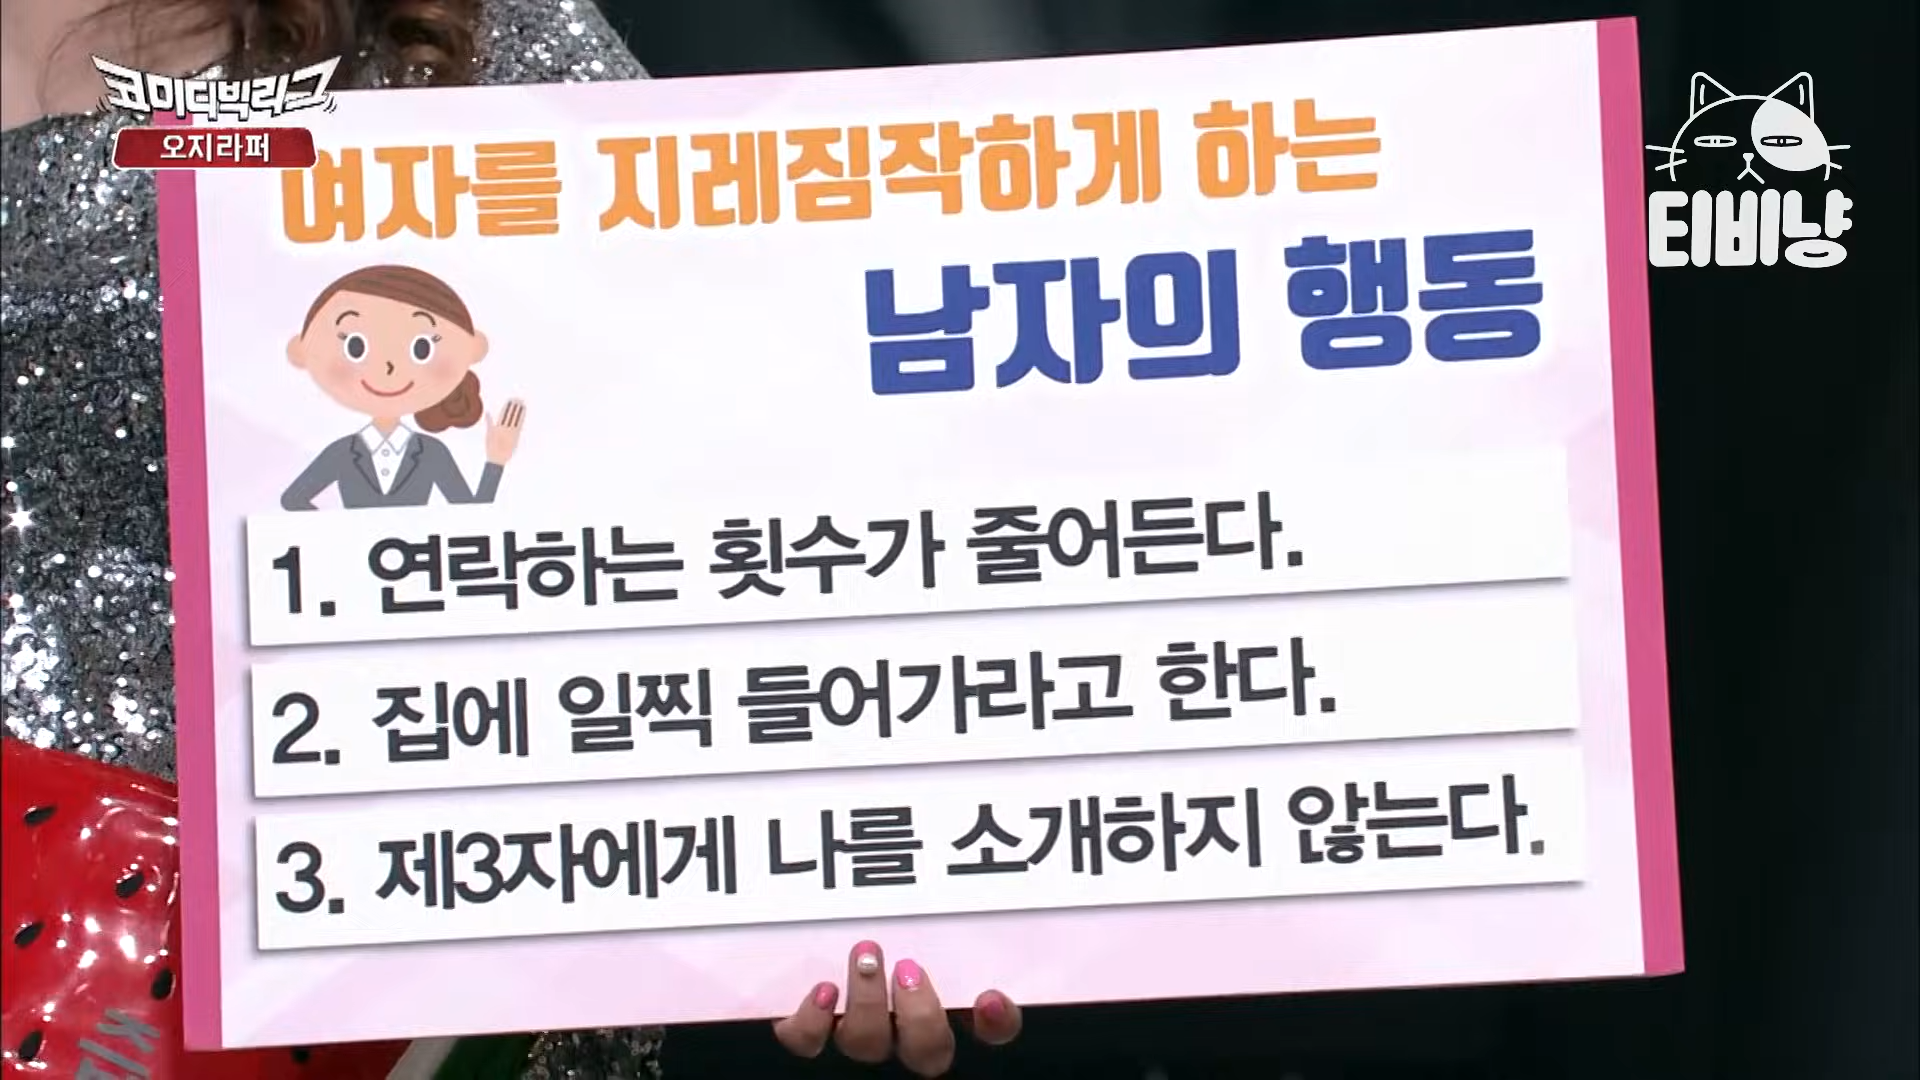 코미디빅리그
오지라퍼
티비냥
여자를 지레짐작하게 하는
남자의 행동
1. 연락하는 횟수가 줄어든다.
2. 집에 일찍 들어가라고 한다.
3. 제3자에게 나를 소개하지 않는다.